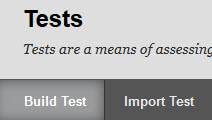 Tests
Tests are a means of assessing
Build Test
Import Test